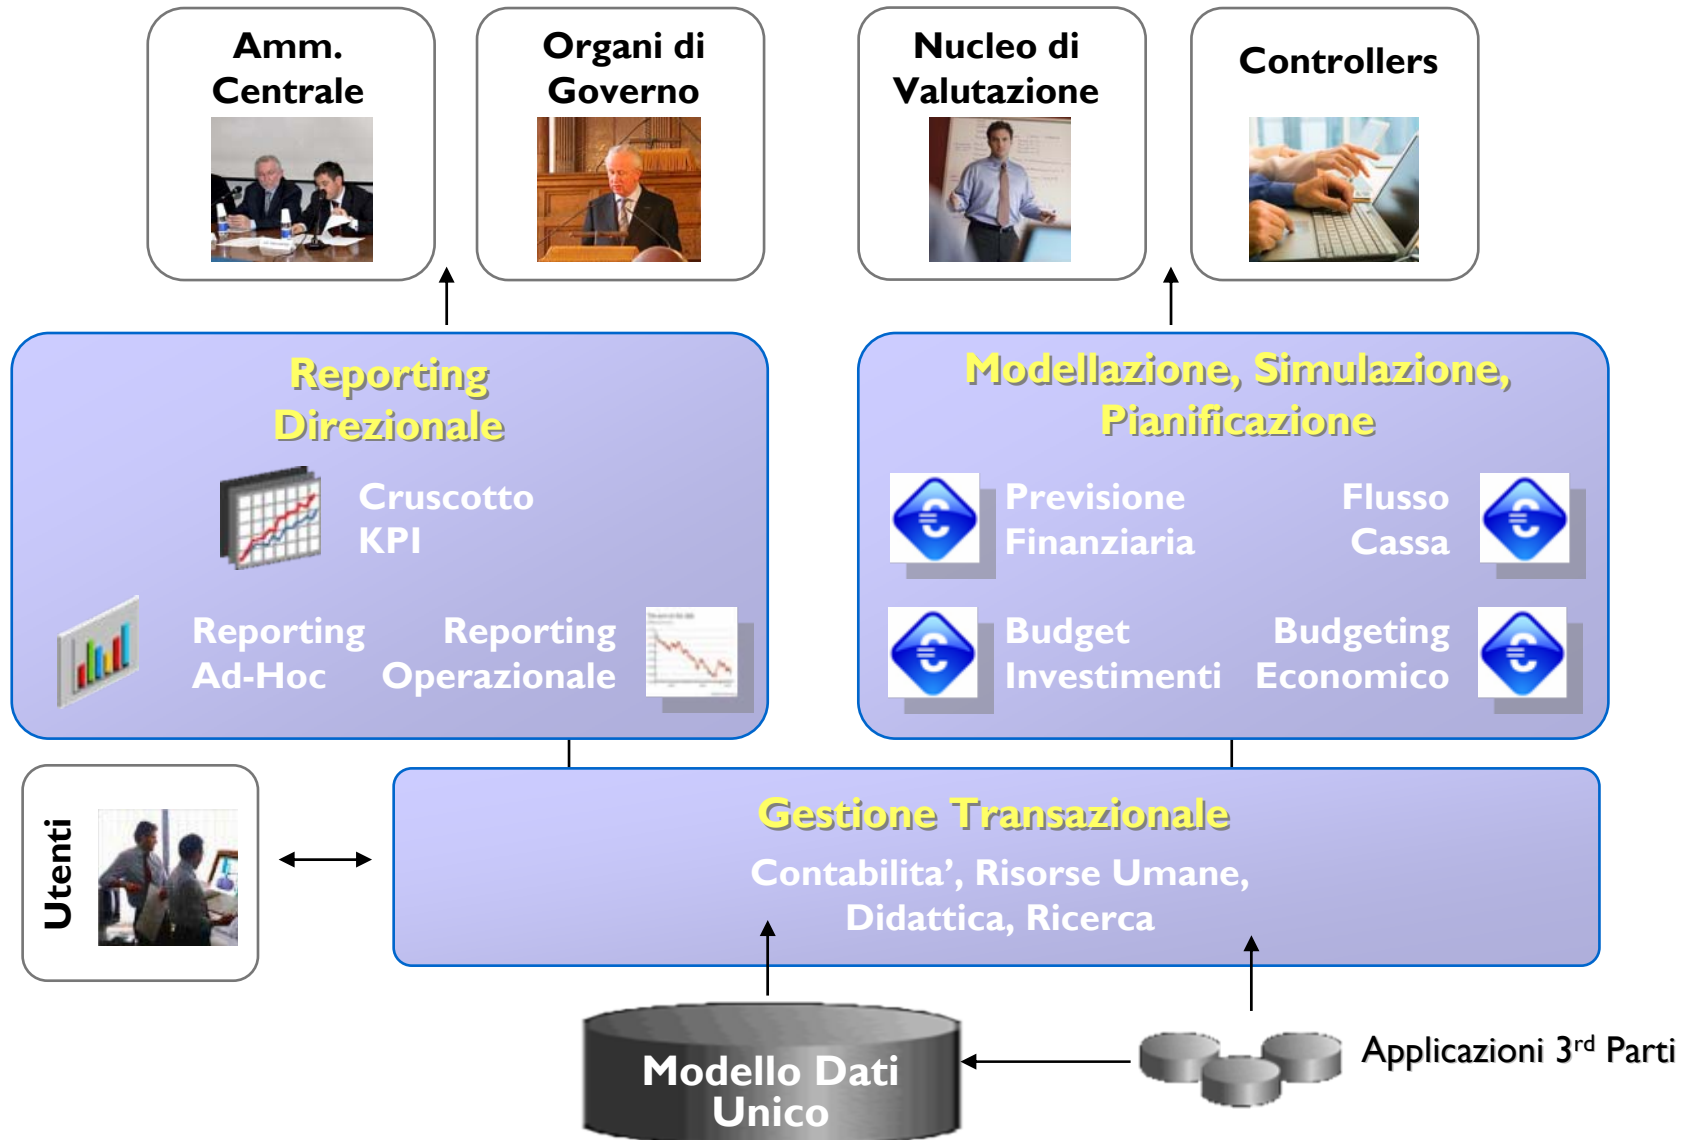 Amm.
Centrale
Organi di
Governo
Nucleo di
Valutazione
Controllers
Reporting
Direzionale
Cruscotto
KPI
Reporting
Ad-Hoc
Reporting
Operazionale
Modellazione, Simulazione,
Pianificazione
Previsione
Finanziaria
Flusso
Cassa
Budget
Investimenti
Budgeting
Economico
Utenti
Gestione Transazionale
Contabilita’, Risorse Umane,
Didattica, Ricerca
Modello Dati
Unico
Applicazioni 3rd Parti